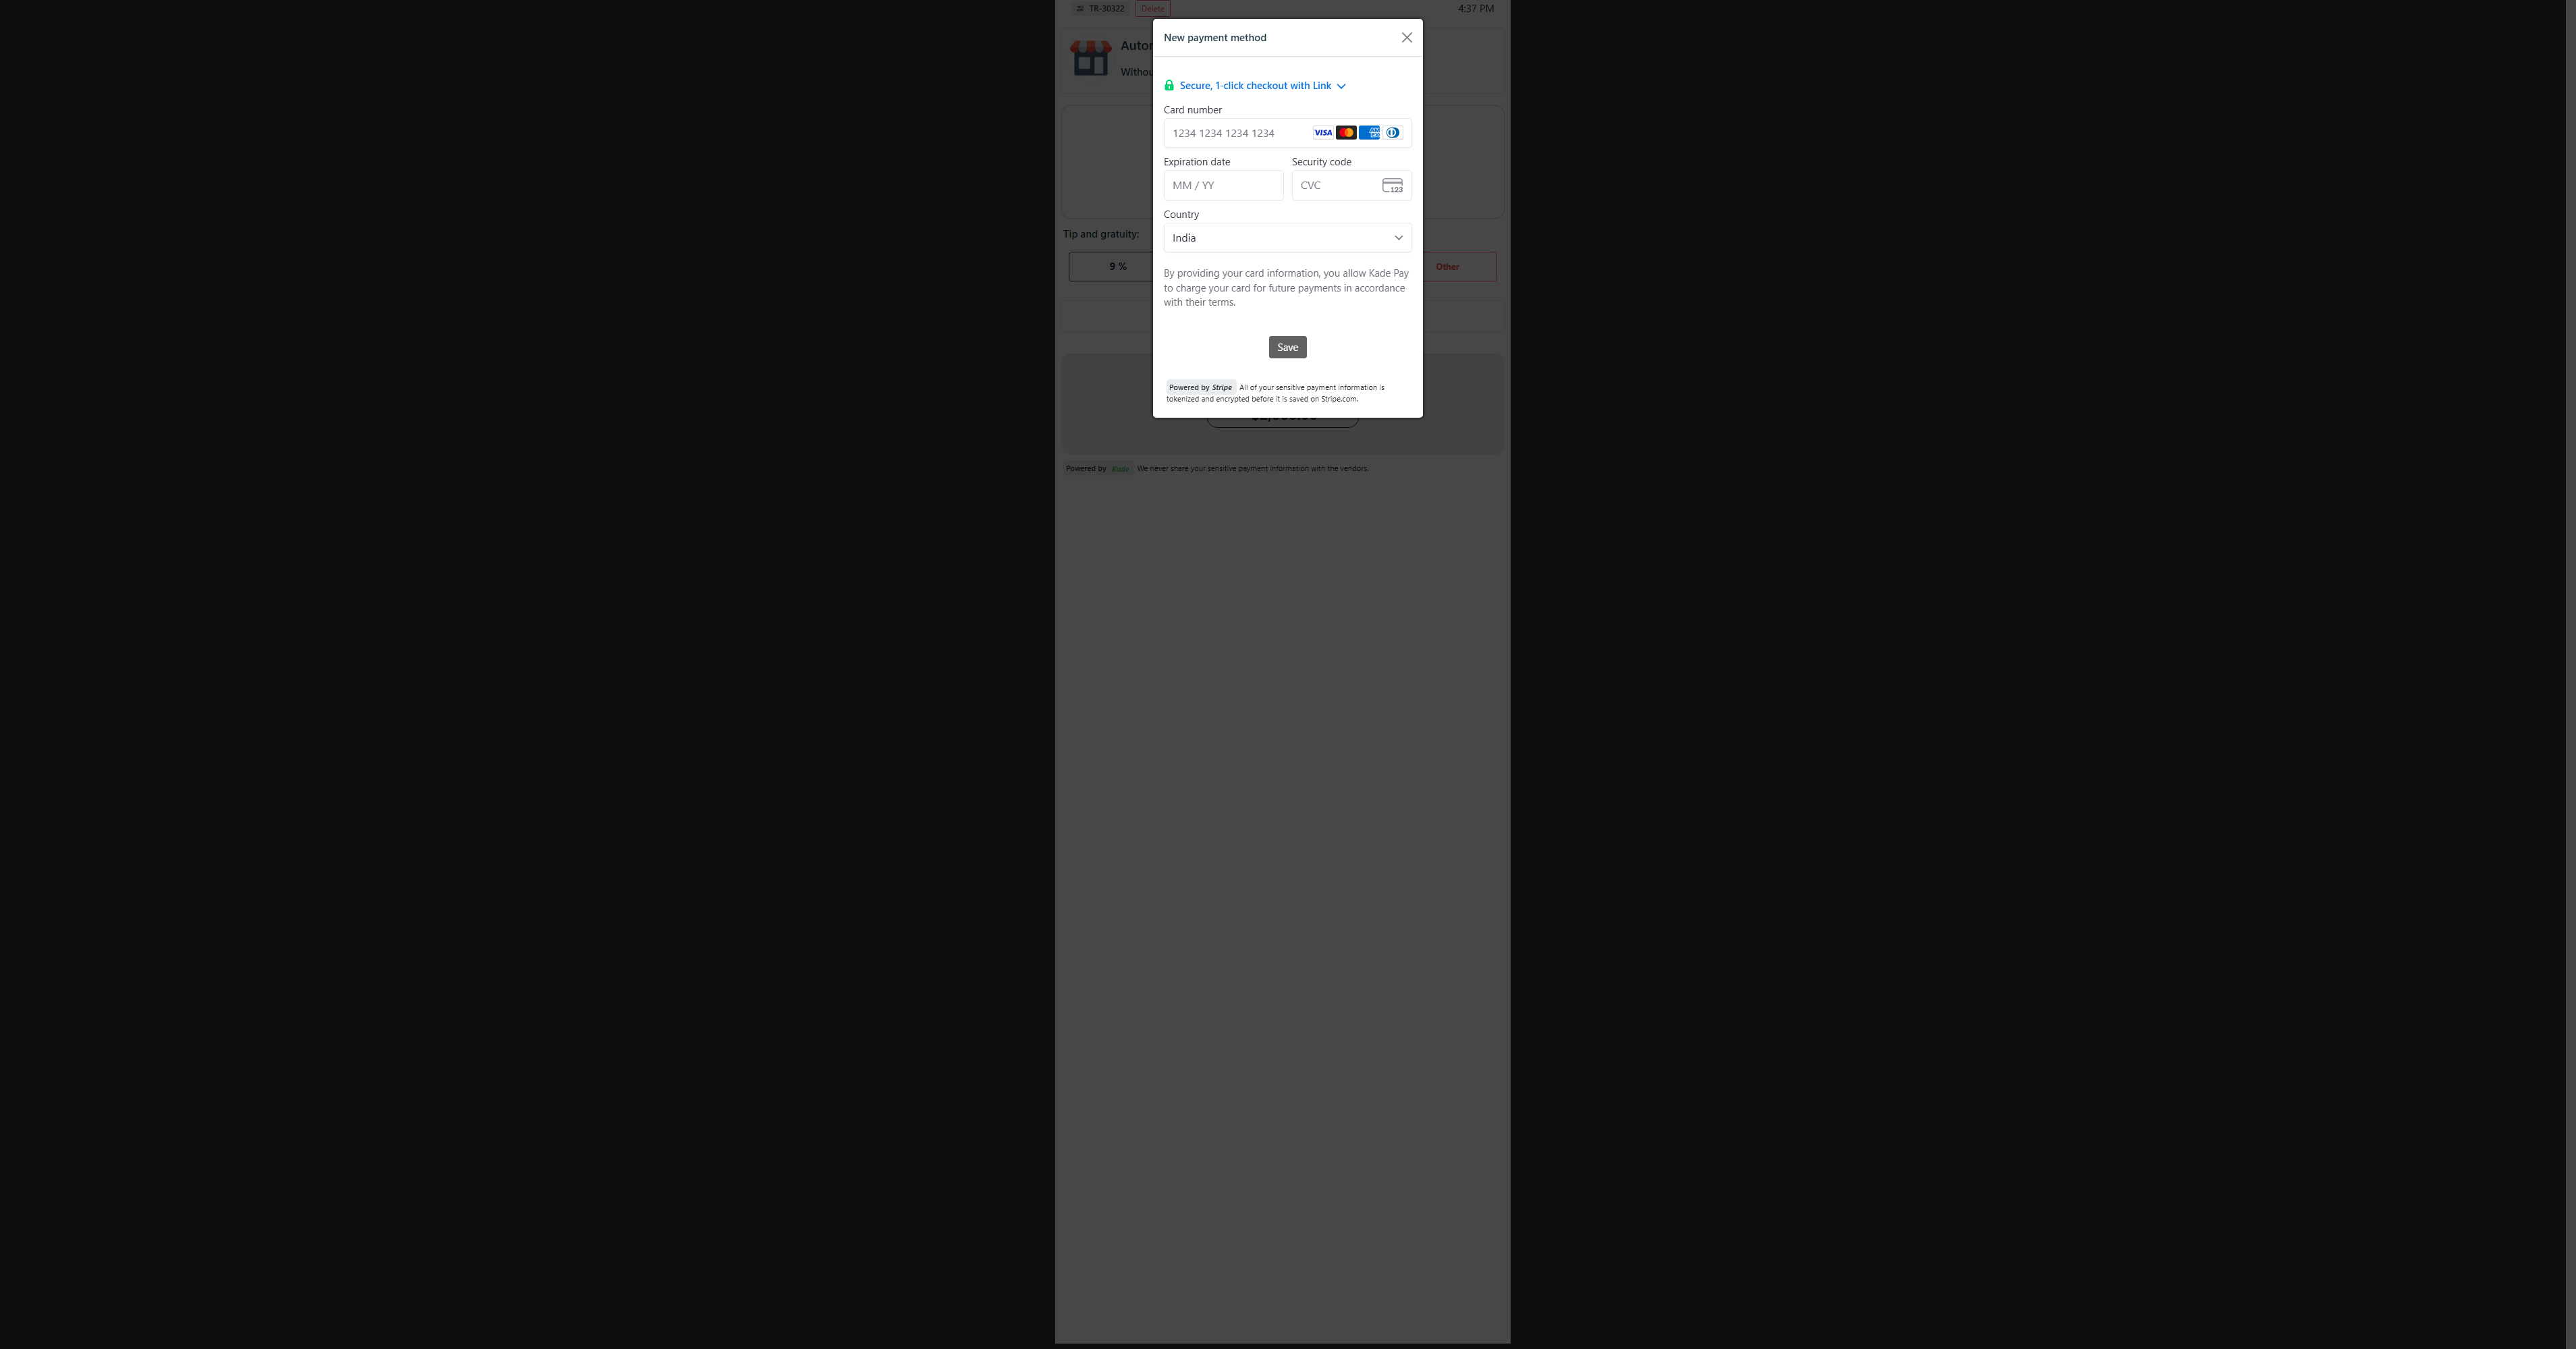 TR-30322 Delete 4:37 PM
New payment method
Secure, 1-click checkout with Link
Card number
1234 1234 1234 1234 VISA
Expiration date Security code
MM / YY CVC 123
Country
India
Tip and gratuity:
9 % Other
By providing your card information, you allow Kade Pay
to charge your card for future payments in accordance
with their terms.
Save
Powered by Stripe All of your sensitive payment information is
tokenized and encrypted before it is saved on Stripe.com.
Powered by Kade We never share your sensitive payment information with the vendors.